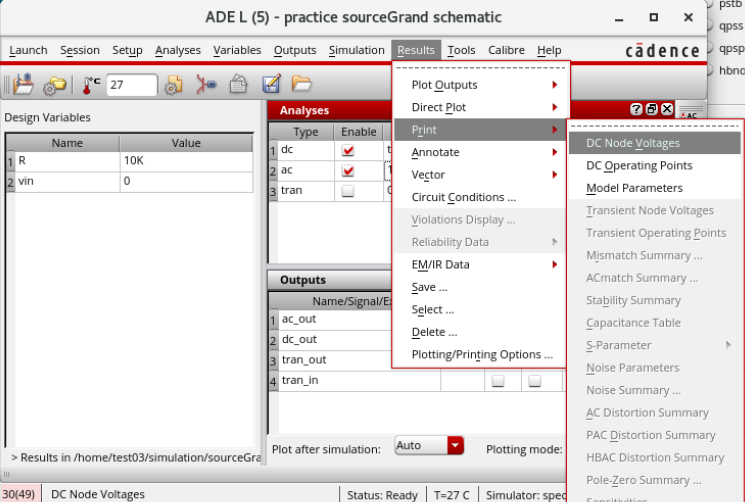 ADE L (5) - practice sourceGrand schematic
pstb
qpss
qpsp
hbno
Launch Session Setup Analyses Variables Outputs Simulation Results Tools Calibre Help
cādence
27
Plot Outputs
Direct Plot
Print
Annotate
Vector
Circuit Conditions ...
Violations Display ...
Reliability Data
EM/IR Data
Save ...
Select ...
Delete ...
Plotting/Printing Options ...
DC Node Voltages
DC Operating Points
Model Parameters
Transient Node Voltages
Transient Operating Points
Mismatch Summary ...
ACmatch Summary ...
Stability Summary
Capacitance Table
S-Parameter
Noise Parameters
Noise Summary ...
AC Distortion Summary
PAC Distortion Summary
HBAC Distortion Summary
Pole-Zero Summary ...
Sensitivities
Design Variables
Name Value
1 R 10K
2 vin 0
Analyses
AC
Type Enable
1 dc t
2 ac 1
3 tran 0
Outputs
Name/Signal/Ex
1 ac_out
2 dc_out
3 tran_out
4 tran_in
Plot after simulation: Auto Plotting mode:
> Results in /home/test03/simulation/sourceGra
30(49) DC Node Voltages Status: Ready T=27 C Simulator: spec